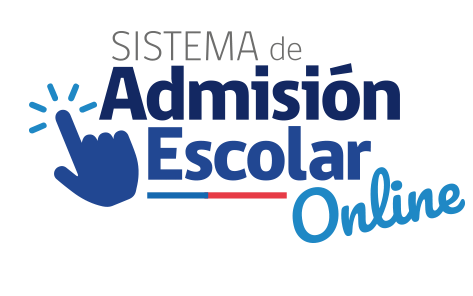 SISTEMA de
Admisión
Escolar
Online